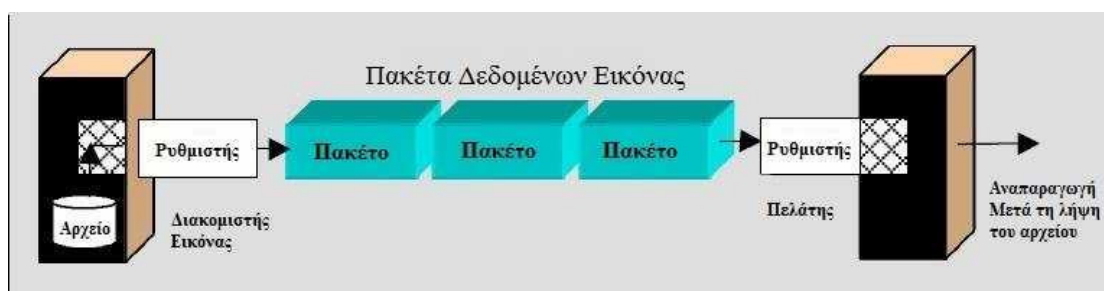 Πακέτα Δεδομένων Εικόνας
Ρυθμιστής
Πακέτο
Πακέτο
Πακέτο
Ρυθμιστής
Αρχείο
Διακομιστής
Εικόνας
Πελάτης
Αναπαραγωγή
Μετά τη λήψη
του αρχείου